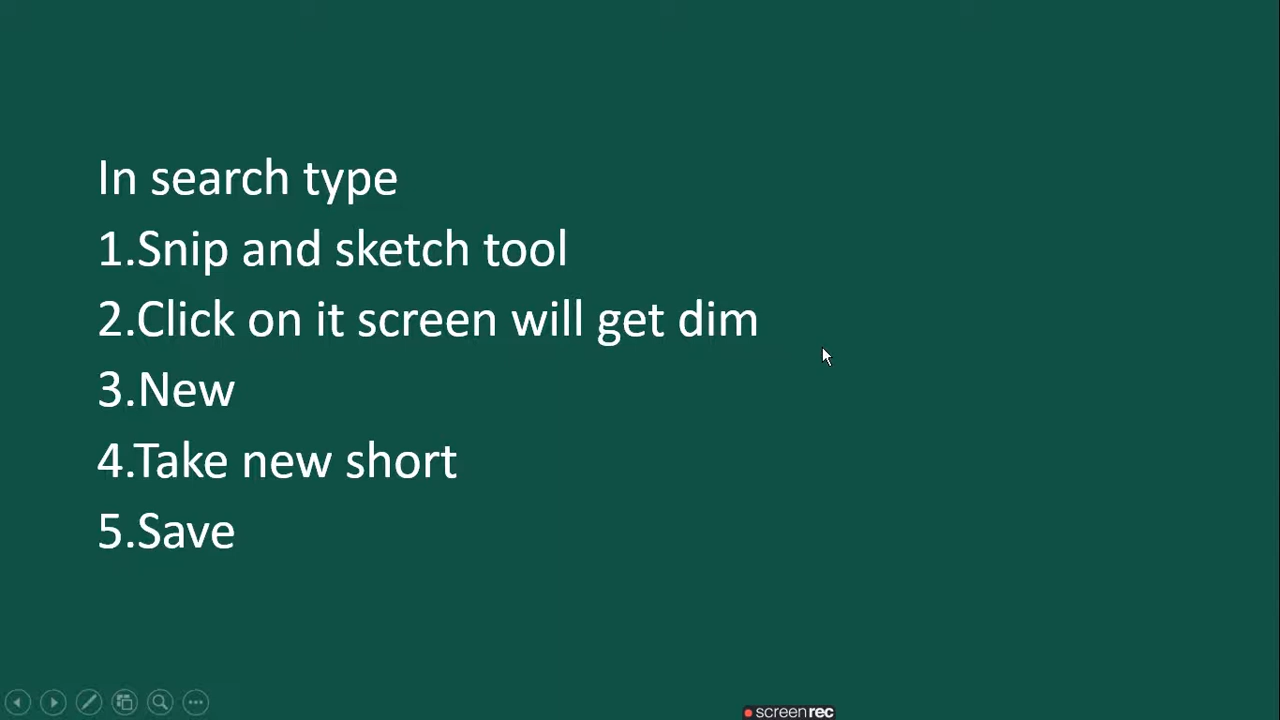 In search type
1.Snip and sketch tool
2.Click on it screen will get dim
3.New
4.Take new short
5.Save
screenrec